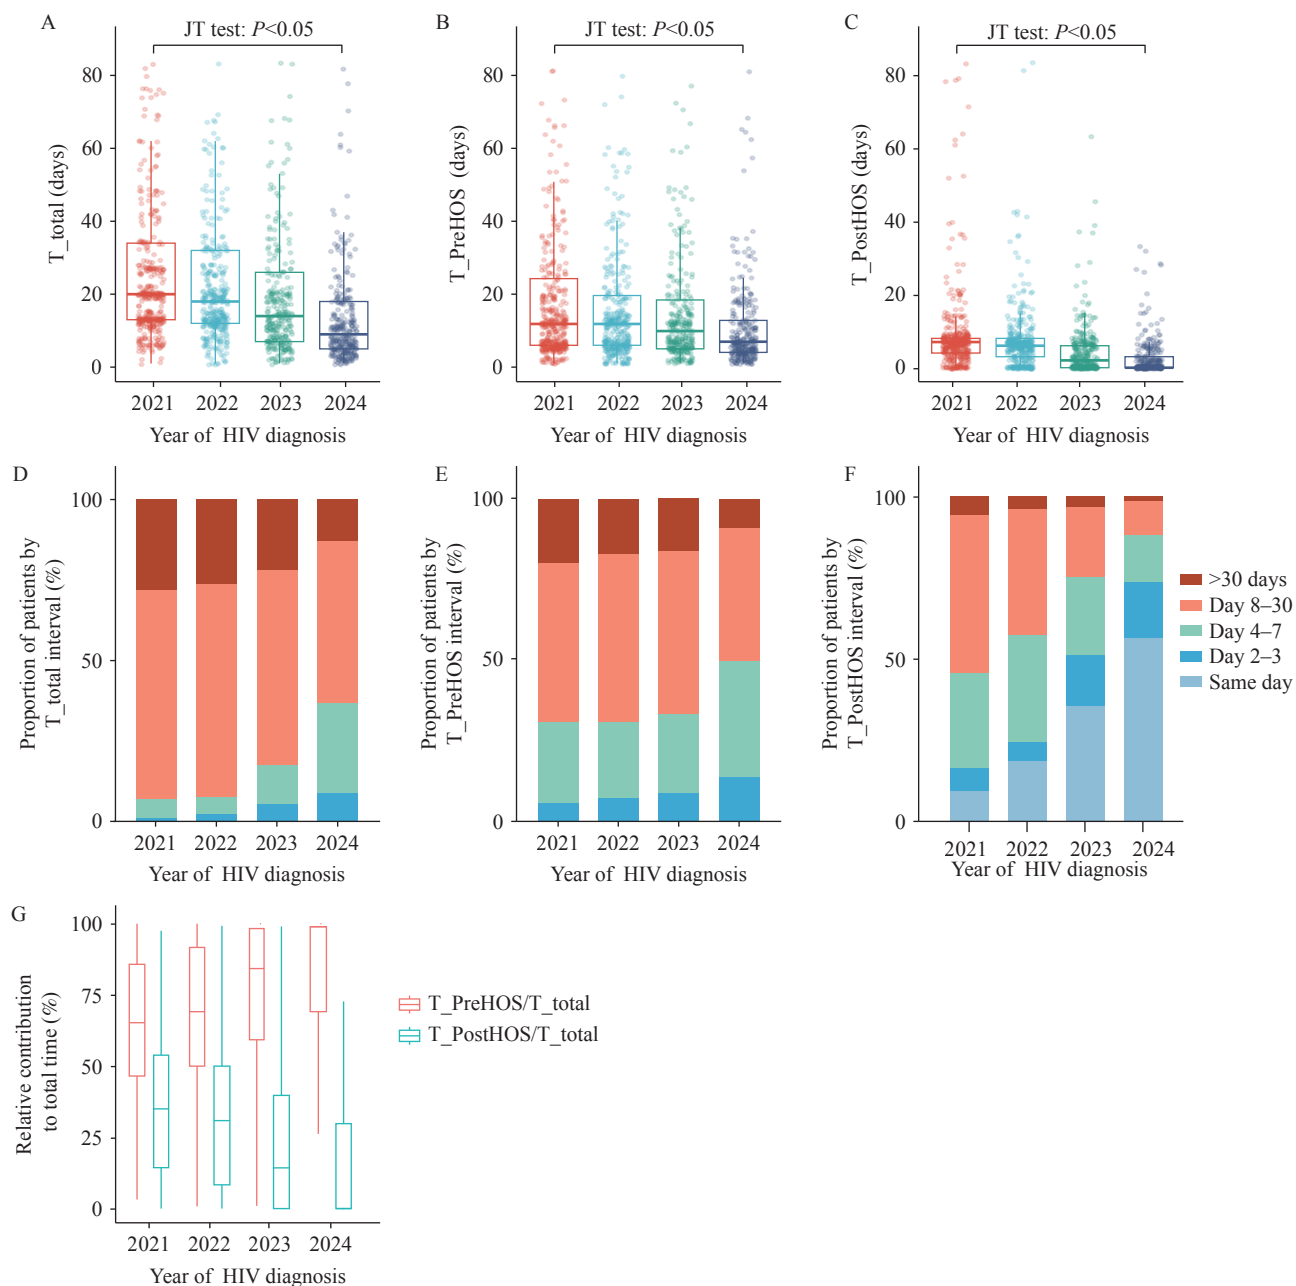 A
JT test: P<0.05
T_total (days)
80
60
40
20
0
2021 2022 2023 2024
Year of HIV diagnosis
B
JT test: P<0.05
T_PreHOS (days)
80
60
40
20
0
2021 2022 2023 2024
Year of HIV diagnosis
C
JT test: P<0.05
T_PostHOS (days)
80
60
40
20
0
2021 2022 2023 2024
Year of HIV diagnosis
D
Proportion of patients by
T_total interval (%)
100
50
0
2021 2022 2023 2024
Year of HIV diagnosis
E
Proportion of patients by
T_PreHOS interval (%)
100
50
0
2021 2022 2023 2024
Year of HIV diagnosis
F
Proportion of patients by
T_PostHOS interval (%)
100
50
0
2021 2022 2023 2024
Year of HIV diagnosis
>30 days
Day 8–30
Day 4–7
Day 2–3
Same day
G
Relative contribution
to total time (%)
100
75
50
25
0
2021 2022 2023 2024
Year of HIV diagnosis
T_PreHOS/T_total
T_PostHOS/T_total